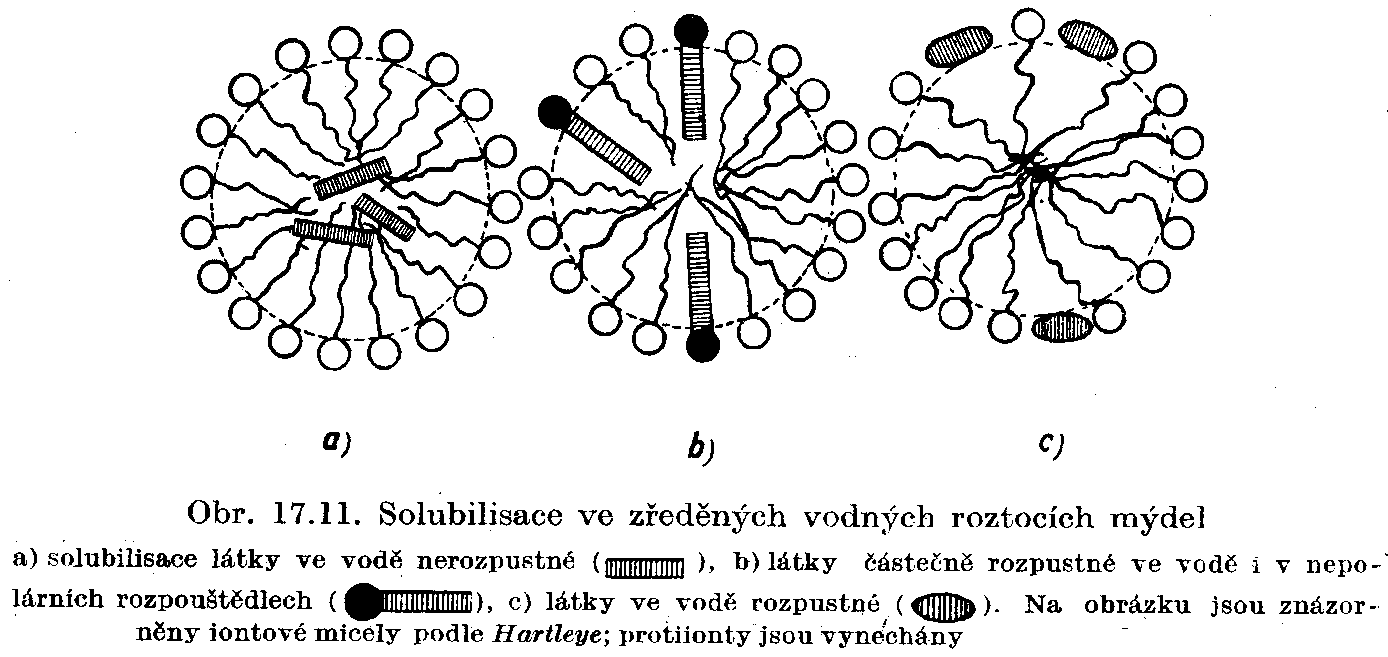 a) b) c)
Obr. 17.11. Solubilisace ve zředěných vodných roztocích mýdel
a) solubilisace látky ve vodě nerozpustné ( ), b) látky částečně rozpustné ve vodě i v nepo-
lárních rozpouštědlech ( ), c) látky ve vodě rozpustné ( ). Na obrázku jsou znázor-
něny iontové micely podle Hartleye; protiionty jsou vynechány